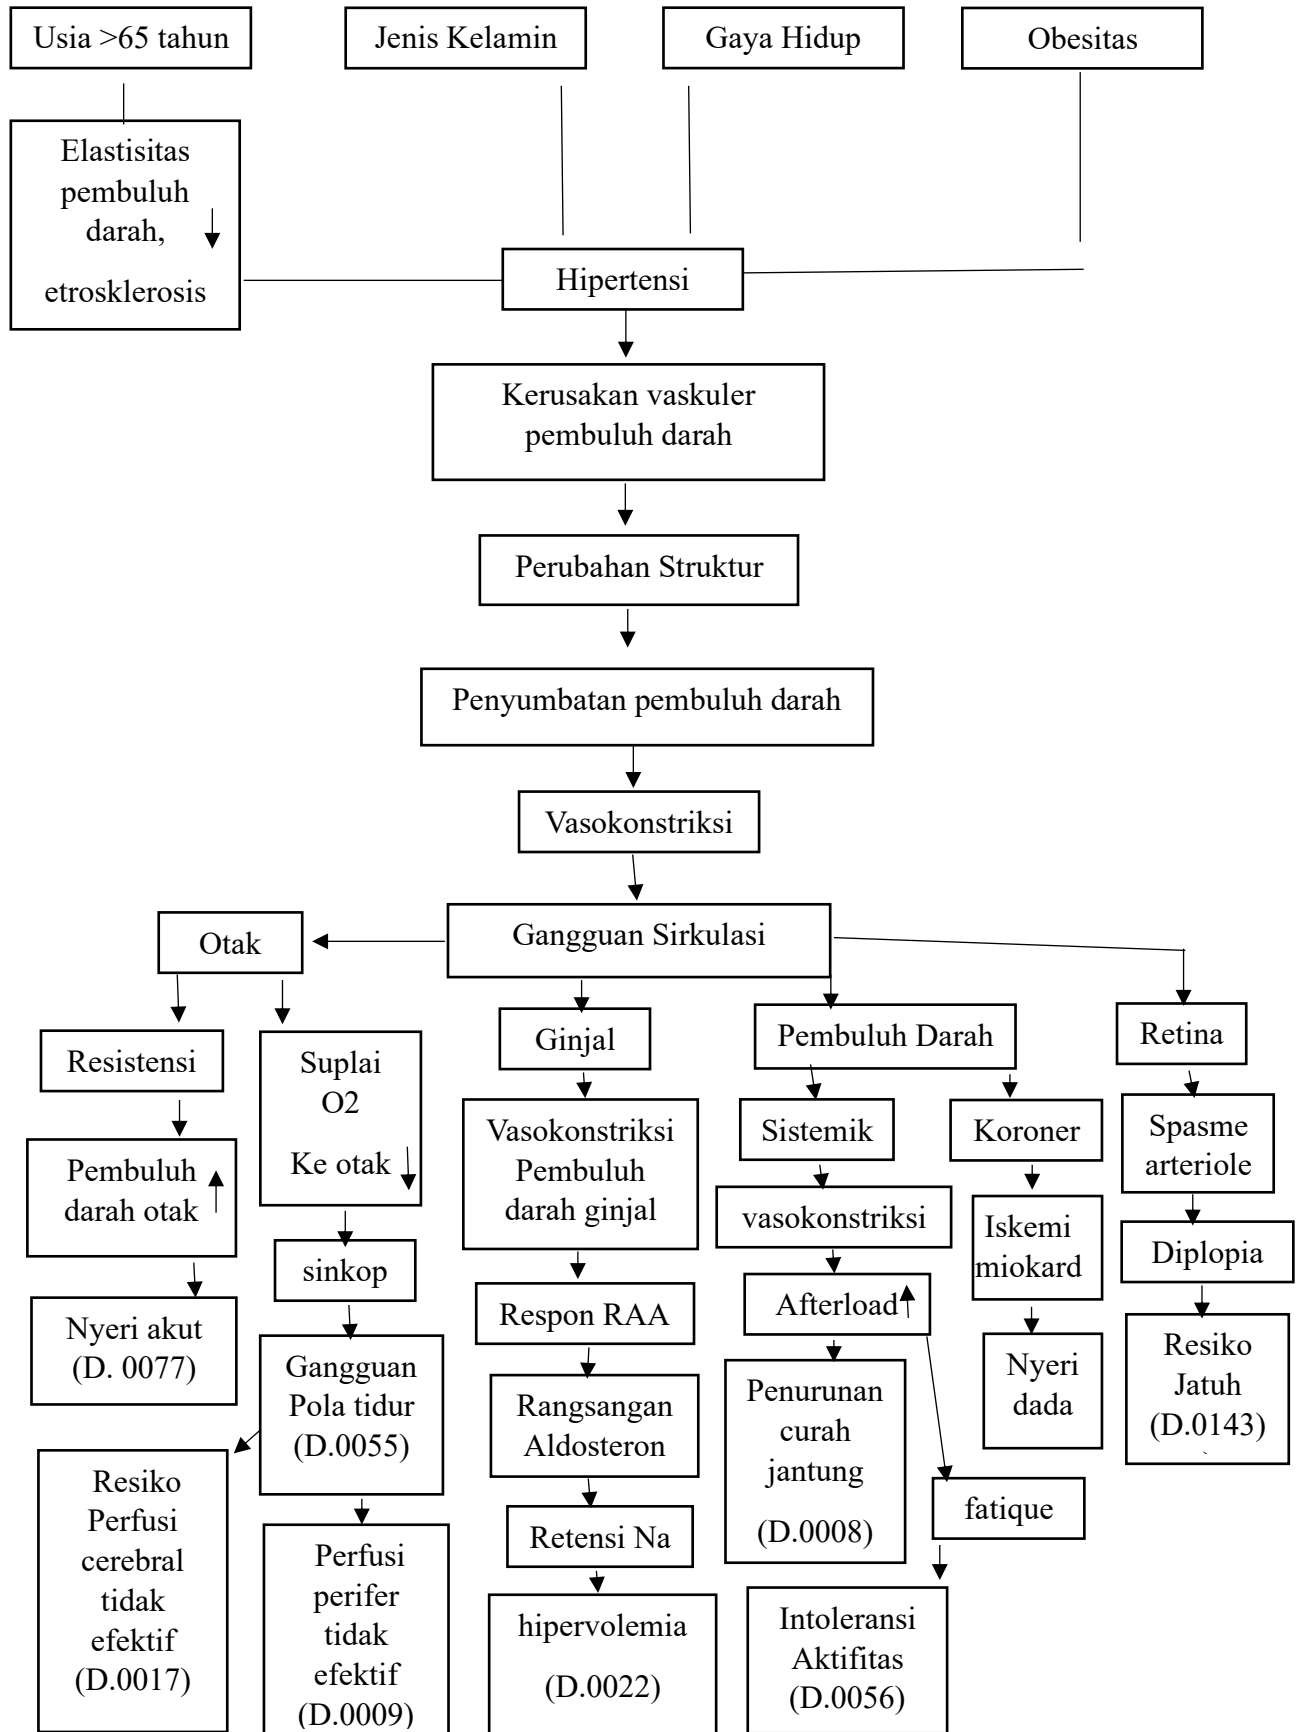 Usia >65 tahun
Jenis Kelamin
Gaya Hidup
Obesitas
Elastisitas
pembuluh
darah,
etrosklerosis
Hipertensi
Kerusakan vaskuler
pembuluh darah
Perubahan Struktur
Penyumbatan pembuluh darah
Vasokonstriksi
Gangguan Sirkulasi
Otak
Resistensi
Pembuluh
darah otak
Nyeri akut
(D. 0077)
Suplai
O2
Ke otak
sinkop
Gangguan
Pola tidur
(D.0055)
Resiko
Perfusi
cerebral
tidak
efektif
(D.0017)
Perfusi
perifer
tidak
efektif
(D.0009)
Ginjal
Vasokonstriksi
Pembuluh
darah ginjal
Respon RAA
Rangsangan
Aldosteron
Retensi Na
hipervolemia
(D.0022)
Pembuluh Darah
Sistemik
vasokonstriksi
Afterload
Penurunan
curah
jantung
(D.0008)
fatique
Intoleransi
Aktifitas
(D.0056)
Koroner
Iskemi
miokard
Nyeri
dada
Retina
Spasme
arteriole
Diplopia
Resiko
Jatuh
(D.0143)